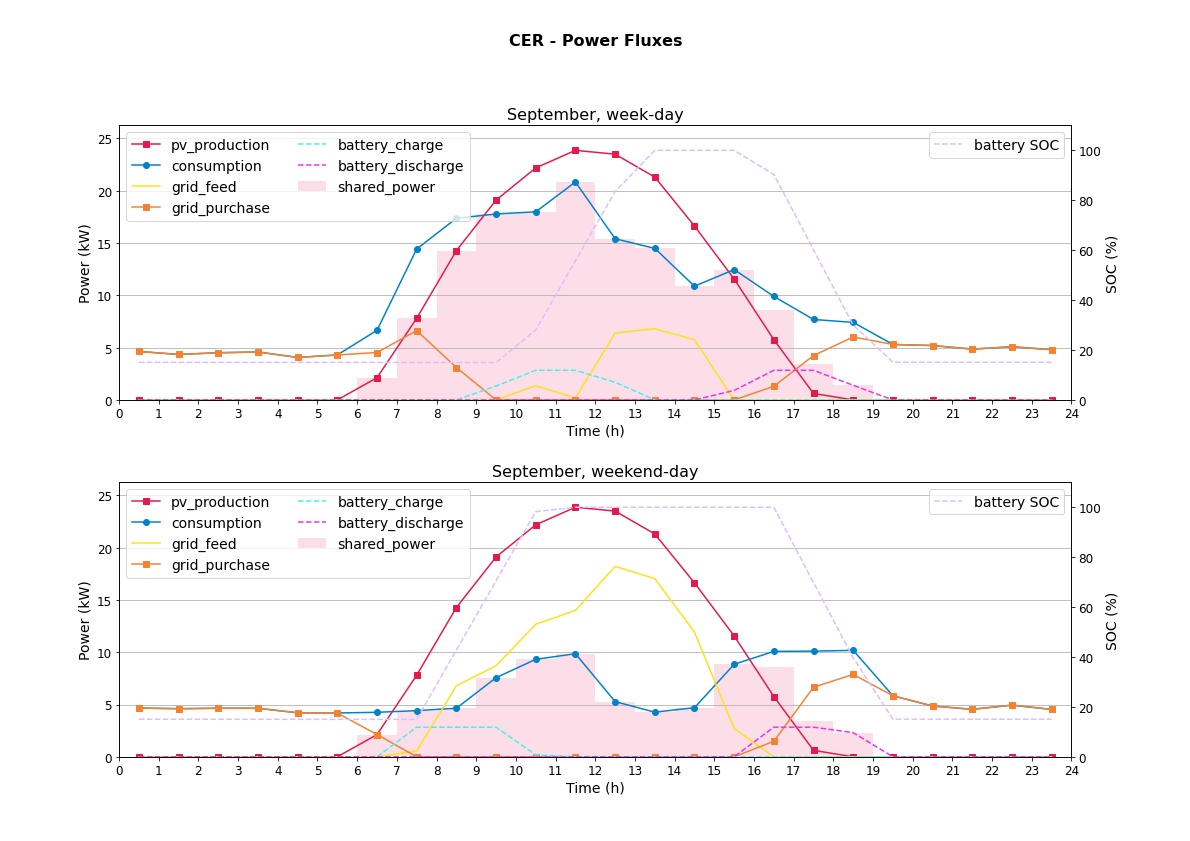 CER - Power Fluxes
September, week-day
pv_production
consumption
grid_feed
grid_purchase
battery_charge
battery_discharge
shared_power
battery SOC
Power (kW)
25
20
15
10
5
0
SOC (%)
100
80
60
40
20
0
0 1 2 3 4 5 6 7 8 9 10 11 12 13 14 15 16 17 18 19 20 21 22 23 24
Time (h)
September, weekend-day
pv_production
consumption
grid_feed
grid_purchase
battery_charge
battery_discharge
shared_power
battery SOC
Power (kW)
25
20
15
10
5
0
SOC (%)
100
80
60
40
20
0
0 1 2 3 4 5 6 7 8 9 10 11 12 13 14 15 16 17 18 19 20 21 22 23 24
Time (h)